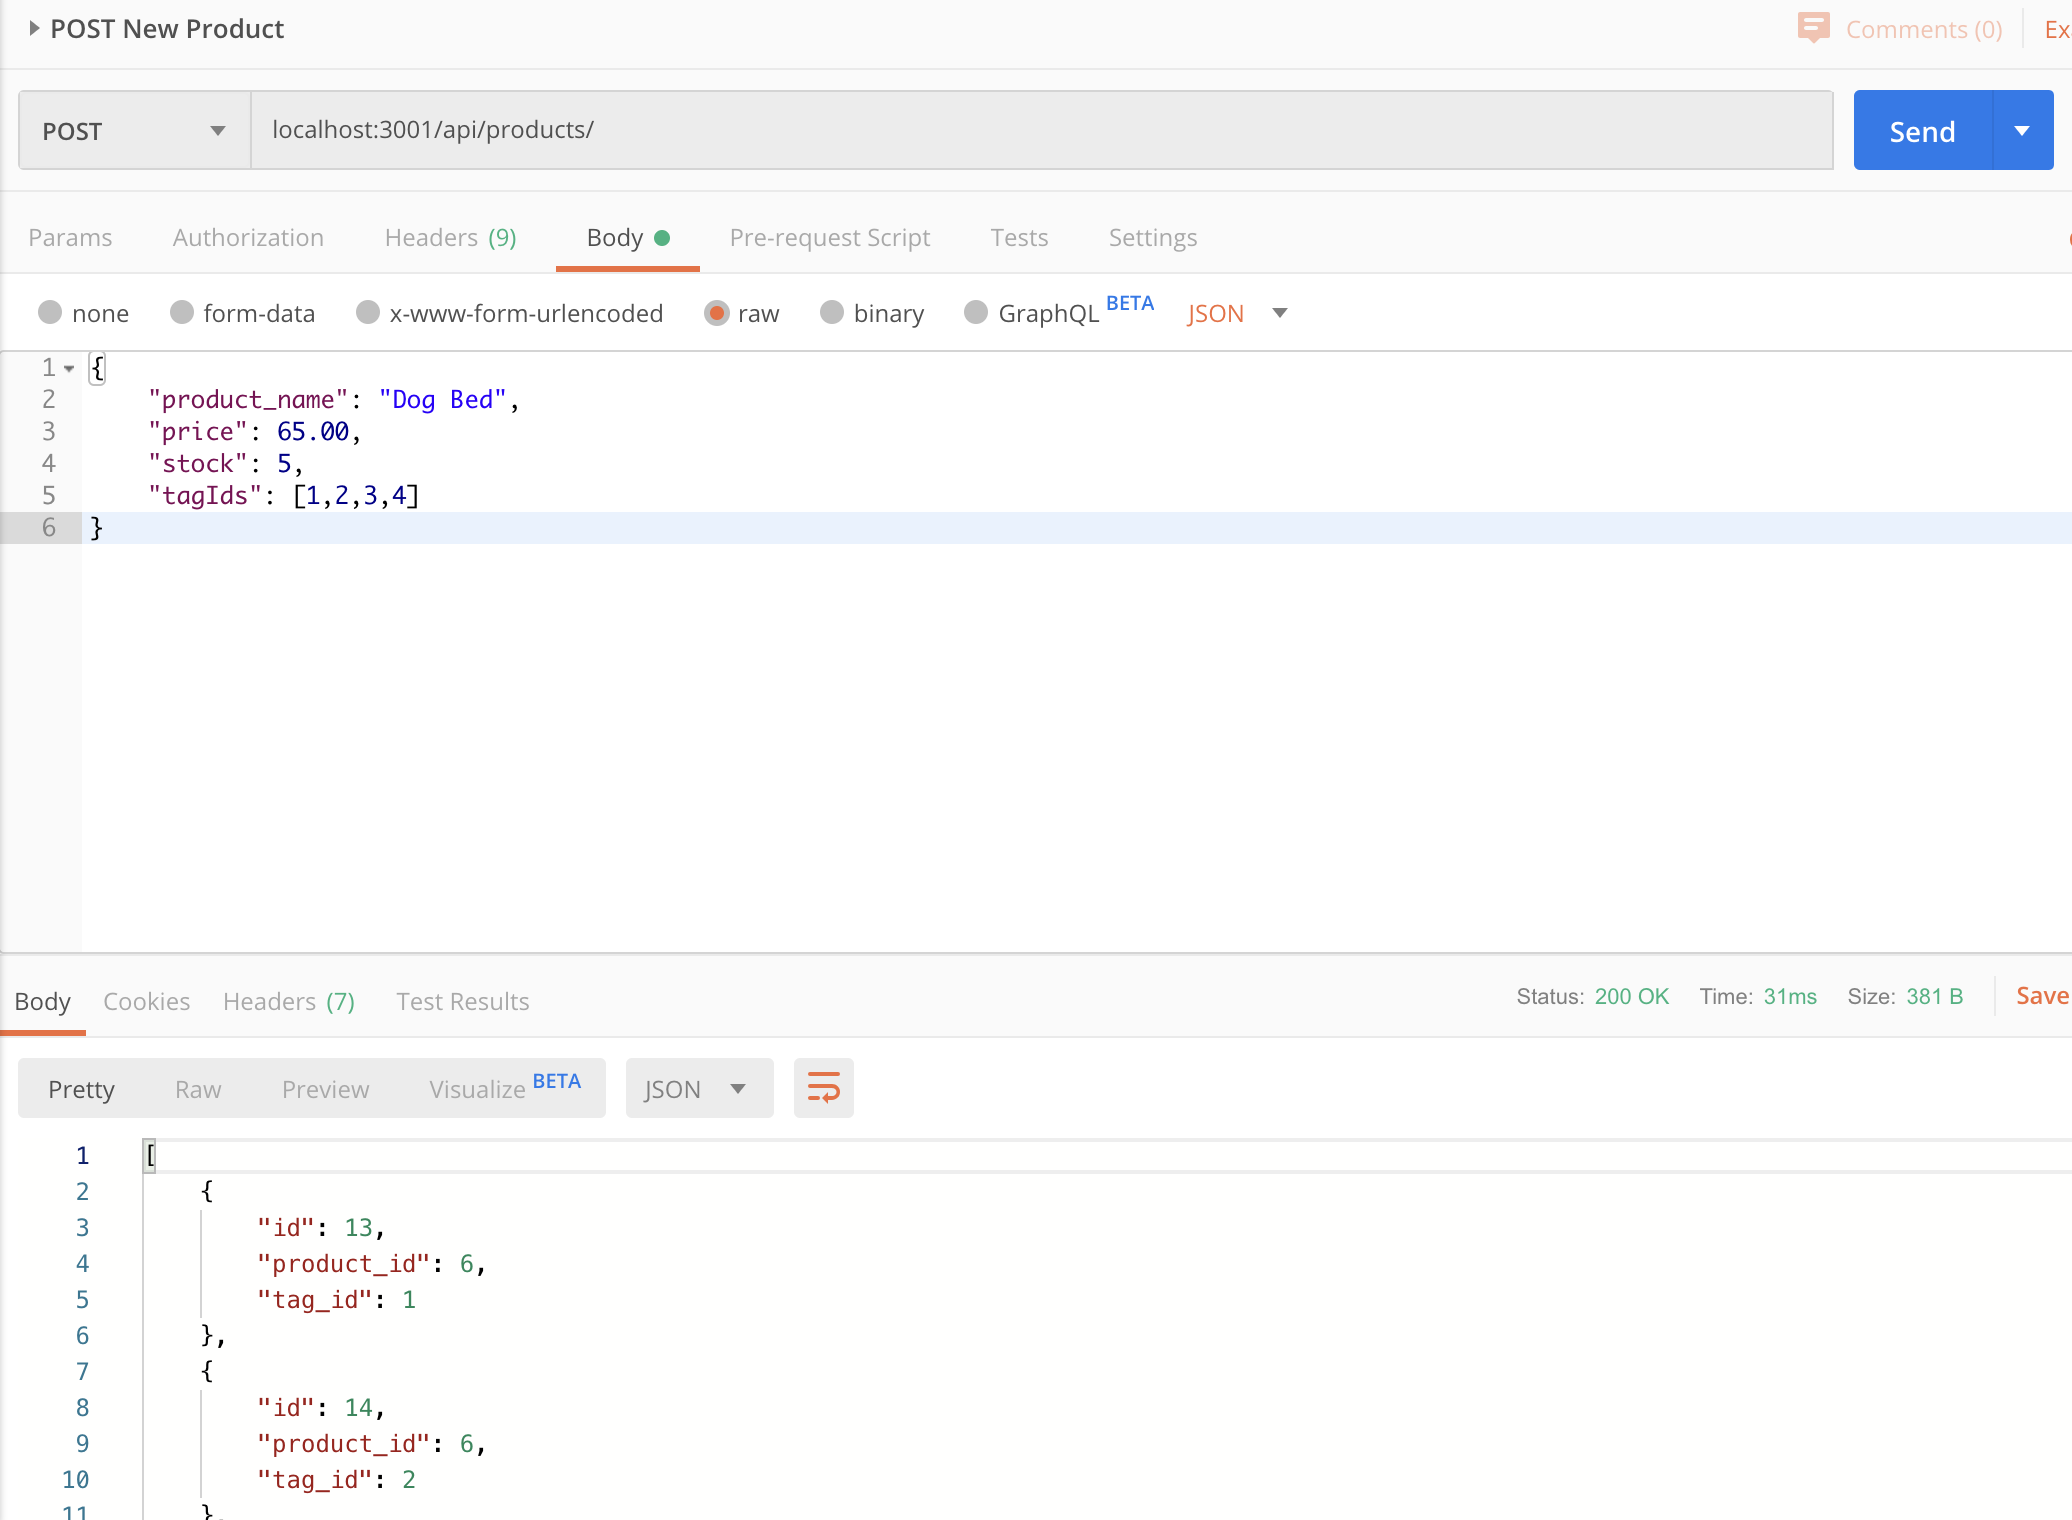 POST New Product Comments (0) Ex
POST localhost:3001/api/products/ Send
Params Authorization Headers (9) Body Pre-request Script Tests Settings
none form-data x-www-form-urlencoded raw binary GraphQL BETA JSON
1 {
2 "product_name": "Dog Bed",
3 "price": 65.00,
4 "stock": 5,
5 "tagIds": [1,2,3,4]
6 }
Body Cookies Headers (7) Test Results Status: 200 OK Time: 31ms Size: 381 B Save
Pretty Raw Preview Visualize BETA JSON
1 [
2 {
3 "id": 13,
4 "product_id": 6,
5 "tag_id": 1
6 },
7 {
8 "id": 14,
9 "product_id": 6,
10 "tag_id": 2
11 },